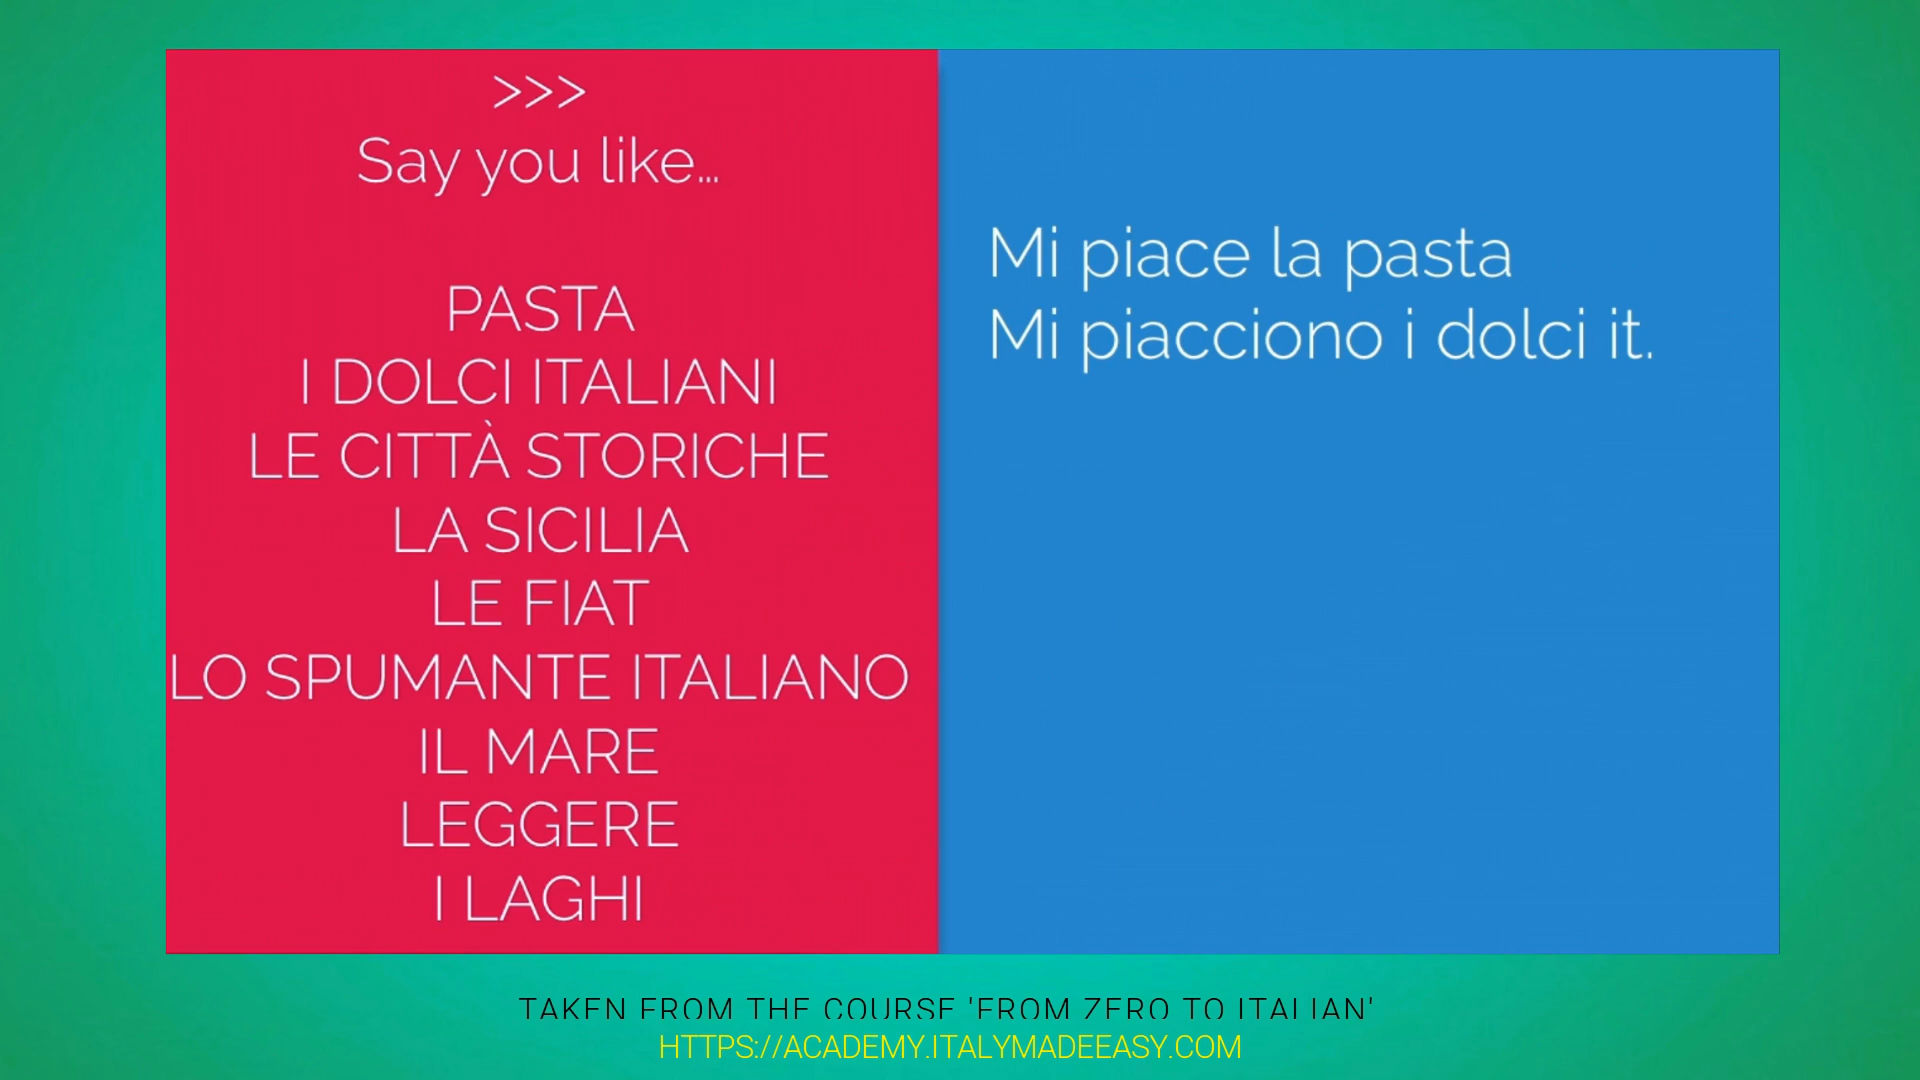 >>>
Say you like...
PASTA
I DOLCI ITALIANI
LE CITTÀ STORICHE
LA SICILIA
LE FIAT
LO SPUMANTE ITALIANO
IL MARE
LEGGERE
I LAGHI
Mi piace la pasta
Mi piacciono i dolci it.
TAKEN FROM THE COURSE 'FROM ZERO TO ITALIAN'
HTTPS://ACADEMY.ITALYMADEEASY.COM